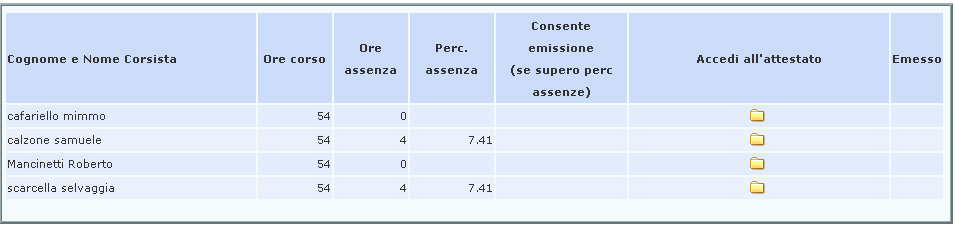 Cognome e Nome Corsista Ore corso Ore assenza Perc. assenza Consente emissione (se supero perc assenze) Accedi all'attestato Emesso
cafariello mimmo 54 0
calzone samuele 54 4 7.41
Mancinetti Roberto 54 0
scarcella selvaggia 54 4 7.41